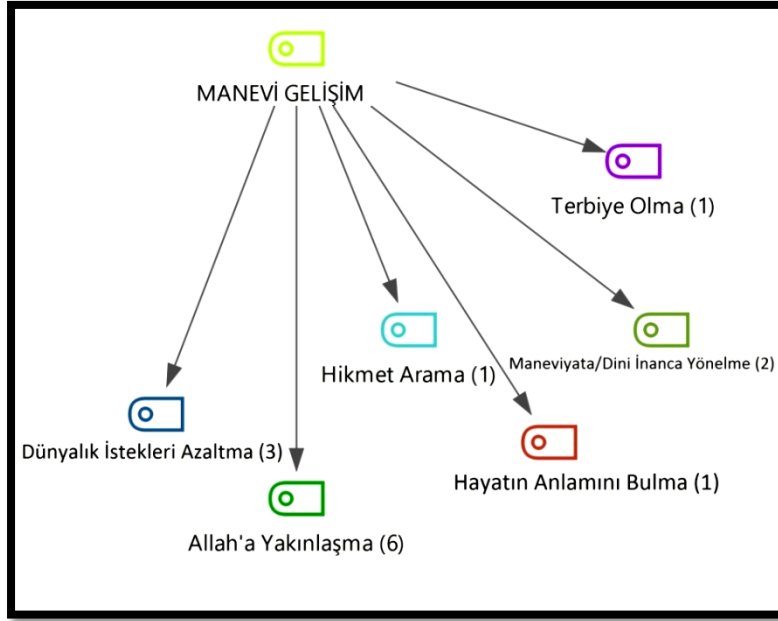 MANEVİ GELİŞİM
Terbiye Olma (1)
Hikmet Arama (1)
Maneviyata/Dini İnanca Yönelme (2)
Dünyalık İstekleri Azaltma (3)
Hayatın Anlamını Bulma (1)
Allah'a Yakınlaşma (6)